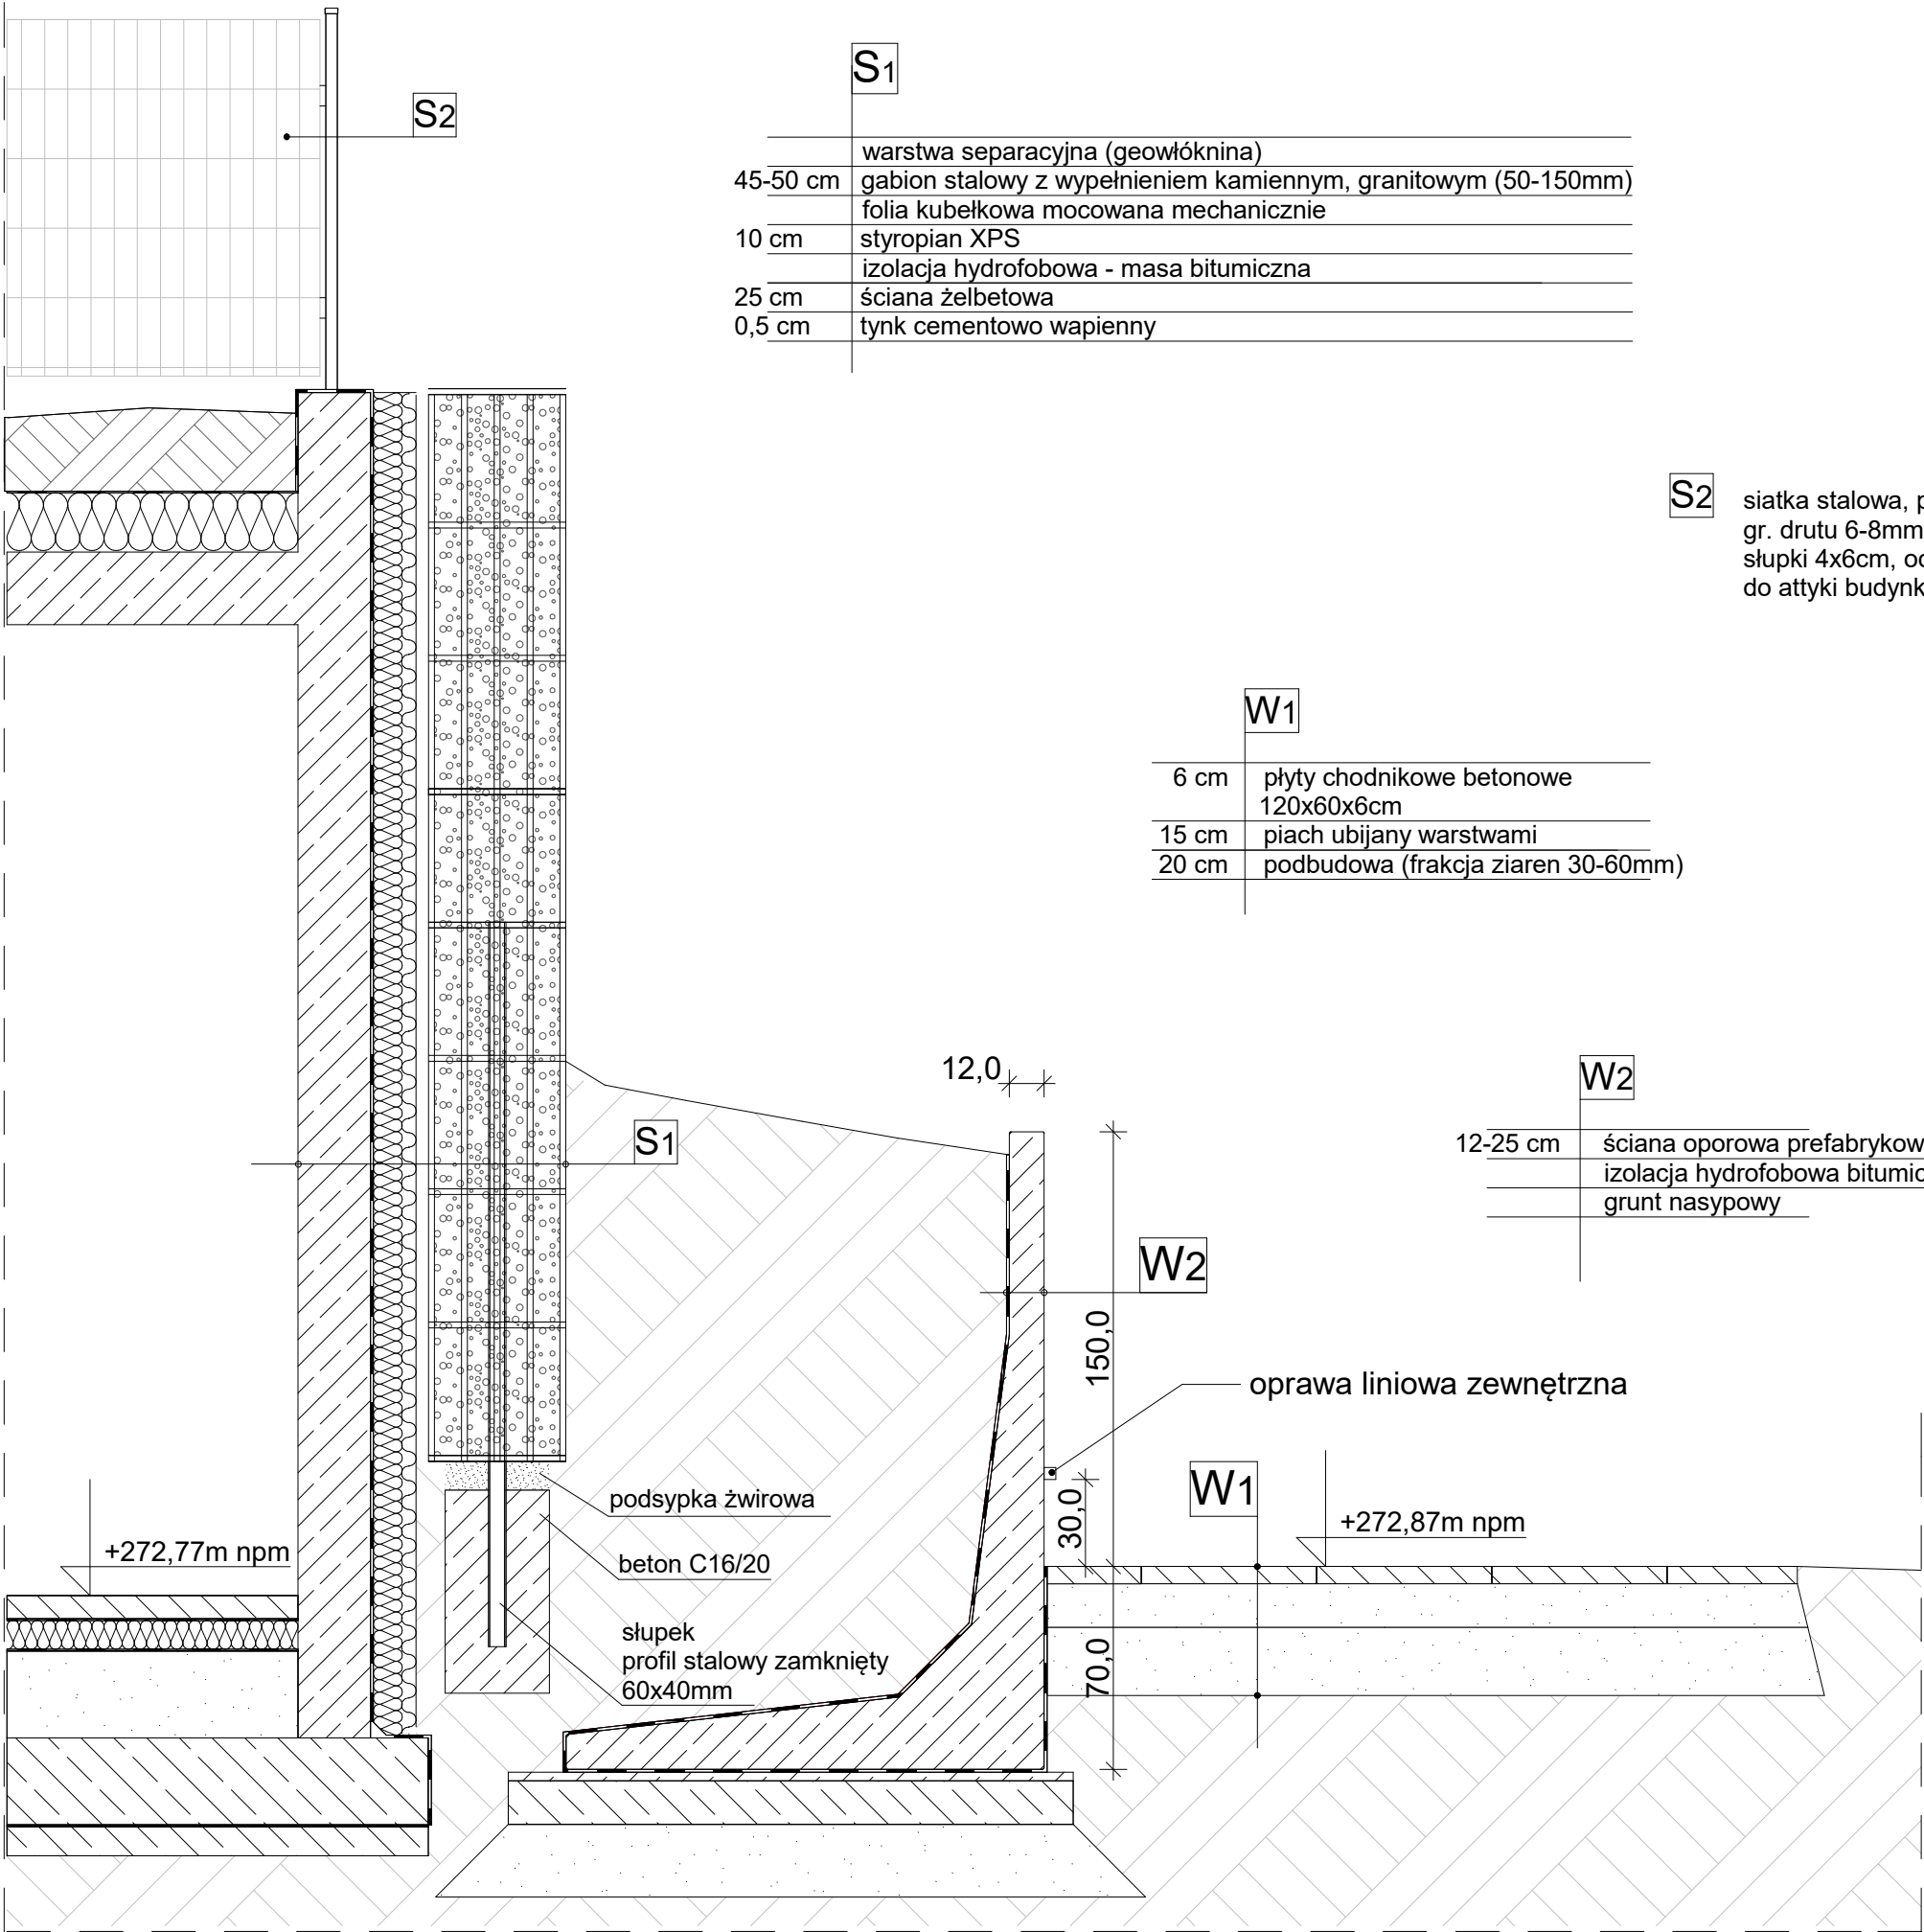 S2
S1
warstwa separacyjna (geowłóknina)
45-50 cm gabion stalowy z wypełnieniem kamiennym, granitowym (50-150mm)
folia kubełkowa mocowana mechanicznie
10 cm styropian XPS
izolacja hydrofobowa - masa bitumiczna
25 cm ściana żelbetowa
0,5 cm tynk cementowo wapienny
S2
siatka stalowa,
gr. drutu 6-8mm
słupki 4x6cm,
do attyki
W1
6 cm płyty chodnikowe betonowe
120x60x6cm
15 cm piach ubijany warstwami
20 cm podbudowa (frakcja ziaren 30-60mm)
W2
12-25 cm ściana oporowa
izolacja hydrofobowa
grunt nasypowy
12,0
S1
W2
150,0
oprawa liniowa zewnętrzna
30,0
W1
+272,87m npm
70,0
podsypka żwirowa
beton C16/20
słupek
profil stalowy zamknięty
60x40mm
+272,77m npm